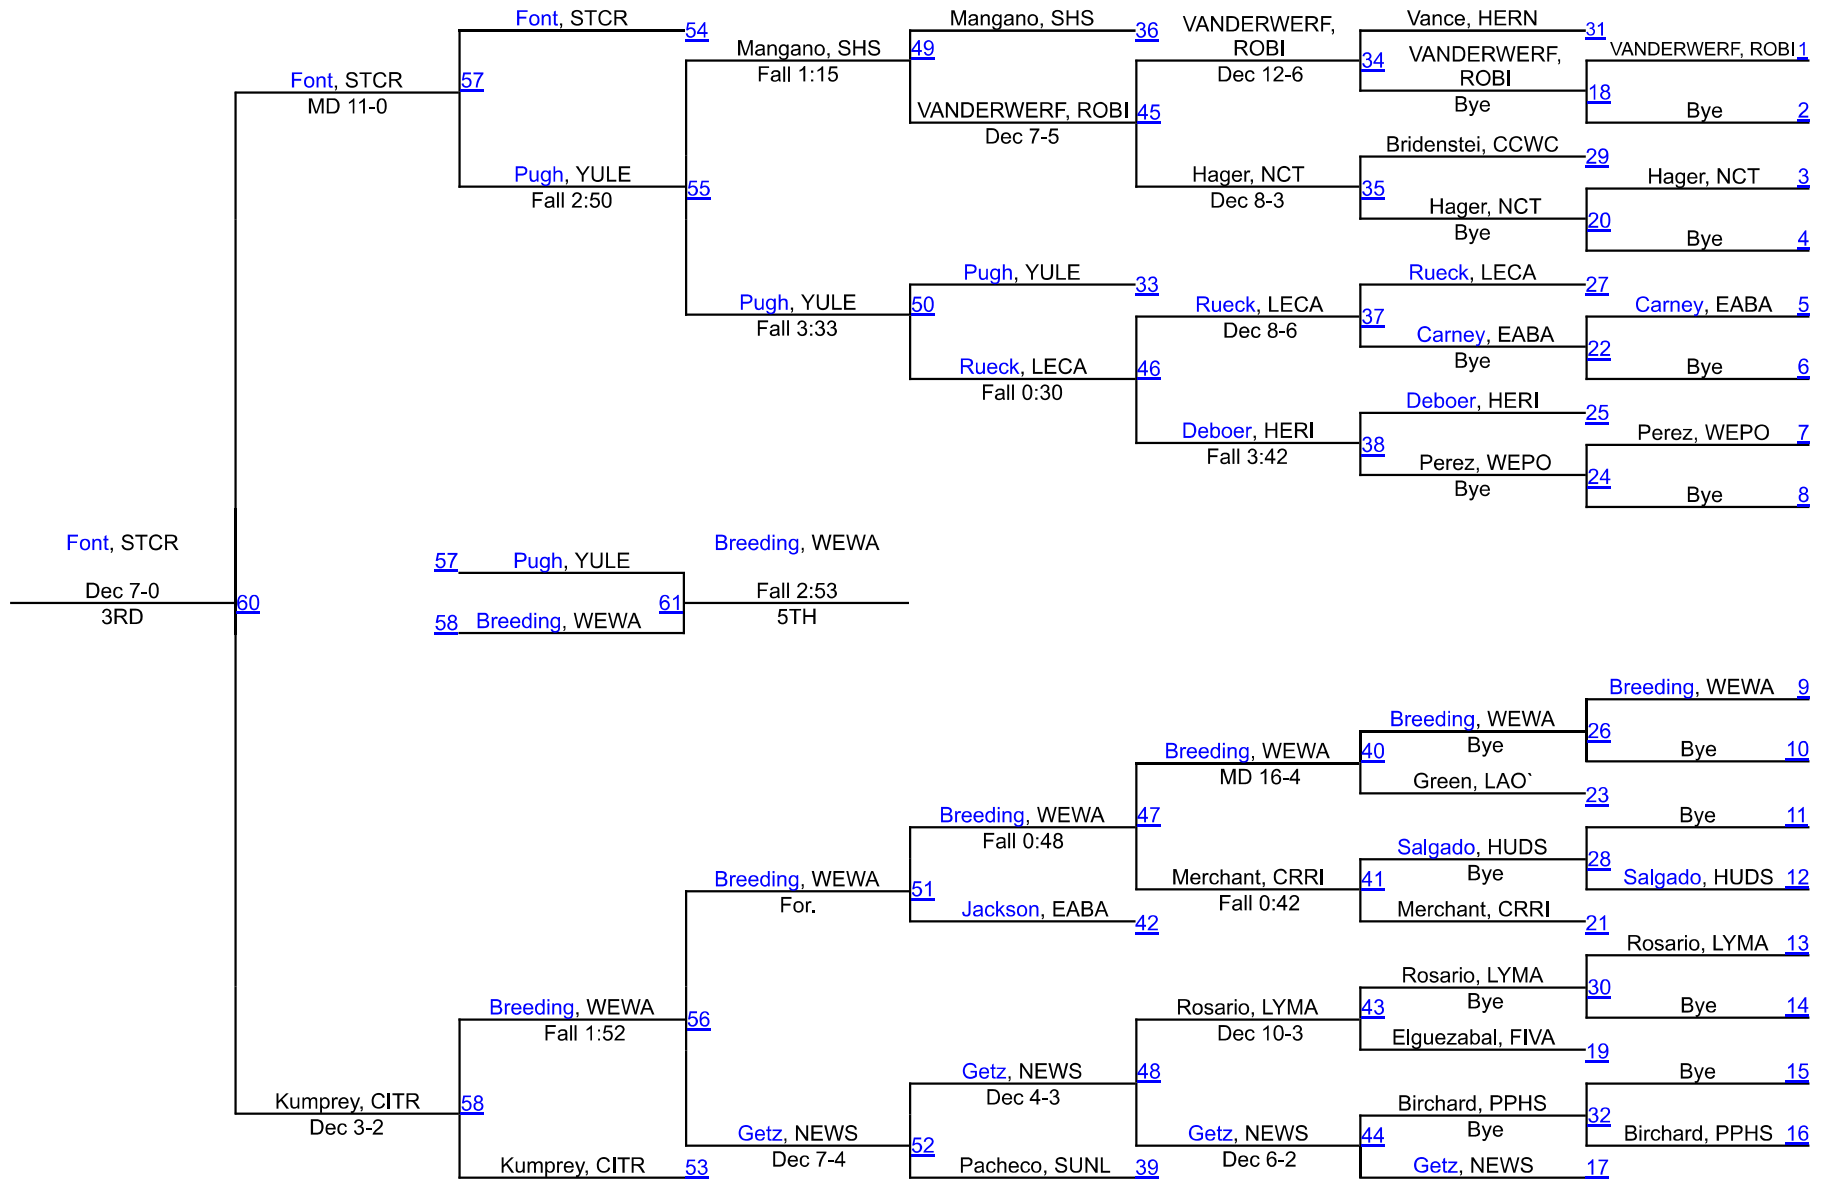 Font, STCR
54
Mangano, SHS
36
VANDERWERF,
ROBI
Dec 12-6
Vance, HERN
31
VANDERWERF, ROBI 1
Mangano, SHS
Fall 1:15
49
34
VANDERWERF,
ROBI
Bye
18
Bye 2
Font, STCR
MD 11-0
57
VANDERWERF, ROBI
Dec 7-5
45
Bridenstei, CCWC
29
Pugh, YULE
Fall 2:50
55
Hager, NCT
Dec 8-3
35
Hager, NCT 3
Hager, NCT
Bye
20
Bye 4
Pugh, YULE
33
Rueck, LECA
27
Pugh, YULE
Fall 3:33
50
Rueck, LECA
Dec 8-6
37
Carney, EABA 5
Carney, EABA
Bye
22
Rueck, LECA
Fall 0:30
46
Bye 6
Deboer, HERI
25
Deboer, HERI
Fall 3:42
38
Perez, WEPO 7
Perez, WEPO
Bye
24
Bye 8
Font, STCR
Dec 7-0
3RD
60
57 Pugh, YULE
58 Breeding, WEWA
61
Breeding, WEWA
Fall 2:53
5TH
Breeding, WEWA 9
Breeding, WEWA
Bye
26
Breeding, WEWA
MD 16-4
40
Bye 10
Green, LAO`
23
Breeding, WEWA
Fall 0:48
47
Bye 11
Salgado, HUDS
Bye
28
Breeding, WEWA
For.
51
Merchant, CRRI
Fall 0:42
41
Salgado, HUDS 12
Jackson, EABA
42
Merchant, CRRI
21
Rosario, LYMA 13
Rosario, LYMA
Bye
30
Breeding, WEWA
Fall 1:52
56
Rosario, LYMA
Dec 10-3
43
Bye 14
Elguezabal, FIVA
19
Getz, NEWS
Dec 4-3
48
Bye 15
Kumprey, CITR
Dec 3-2
58
Birchard, PPHS
Bye
32
Getz, NEWS
Dec 7-4
52
Getz, NEWS
Dec 6-2
44
Birchard, PPHS 16
Kumprey, CITR
53
Pacheco, SUNL
39
Getz, NEWS
17